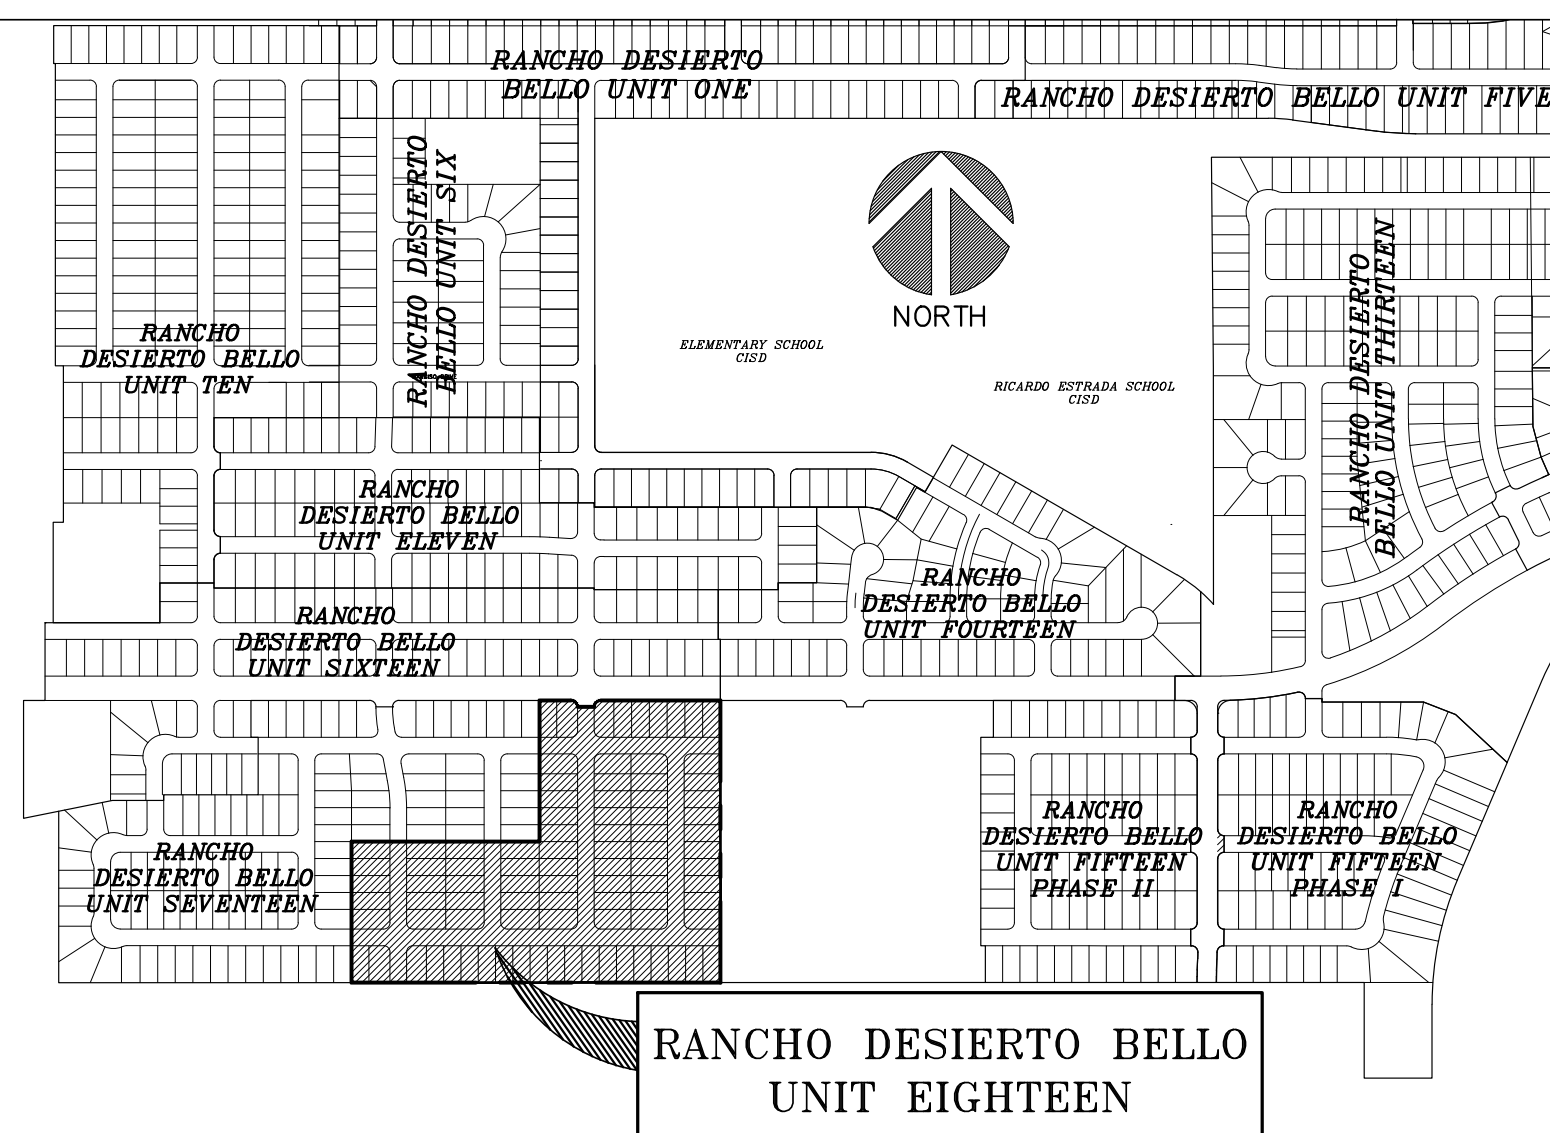 RANCHO DESIERTO
BELLO UNIT ONE
RANCHO DESIERTO BELLO UNIT FIVE
RANCHO DESIERTO
BELLO UNIT SIX
NORTH
RANCHO
DESIERTO BELLO
UNIT TEN
ELEMENTARY SCHOOL
CISD
RICARDO ESTRADA SCHOOL
CISD
RANCHO DESIERTO
BELLO UNIT THIRTEEN
RANCHO
DESIERTO BELLO
UNIT ELEVEN
RANCHO
DESIERTO BELLO
UNIT FOURTEEN
RANCHO
DESIERTO BELLO
UNIT SIXTEEN
RANCHO
DESIERTO BELLO
UNIT SEVENTEEN
RANCHO
DESIERTO BELLO
UNIT FIFTEEN
PHASE II
RANCHO
DESIERTO BELLO
UNIT FIFTEEN
PHASE I
RANCHO DESIERTO BELLO
UNIT EIGHTEEN